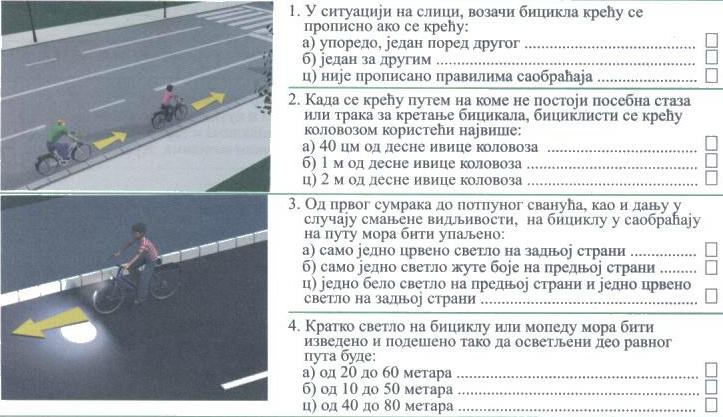 1. У ситуацији на слици, возачи бицикла крећу се
прописно ако се крећу:
а) упоредо, један поред другог ............................................
б) један за другим ............................................
ц) није прописано правилима саобраћаја ....................
2. Када се крећу путем на коме не постоји посебна стаза
или трака за кретање бицикала, бициклисти се крећу
коловозом користећи највише:
а) 40 цм од десне ивице коловоза ............................
б) 1 м од десне ивице коловоза ................................
ц) 2 м од десне ивице коловоза ................................
3. Од првог сумрака до потпуног сванућа, као и дању у
случају смањене видљивости, на бициклу у саобраћају
на путу мора бити упаљено:
а) само једно црвено светло на задњој страни ..............
б) само једно светло жуте боје на предњој страни ..........
ц) једно бело светло на предњој страни и једно црвено
светло на задњој страни ............................................
4. Кратко светло на бициклу или мопеду мора бити
изведено и подешено тако да осветљени део равног
пута буде:
а) од 20 до 60 метара ............................................
б) од 10 до 50 метара ............................................
ц) од 40 до 80 метара ............................................